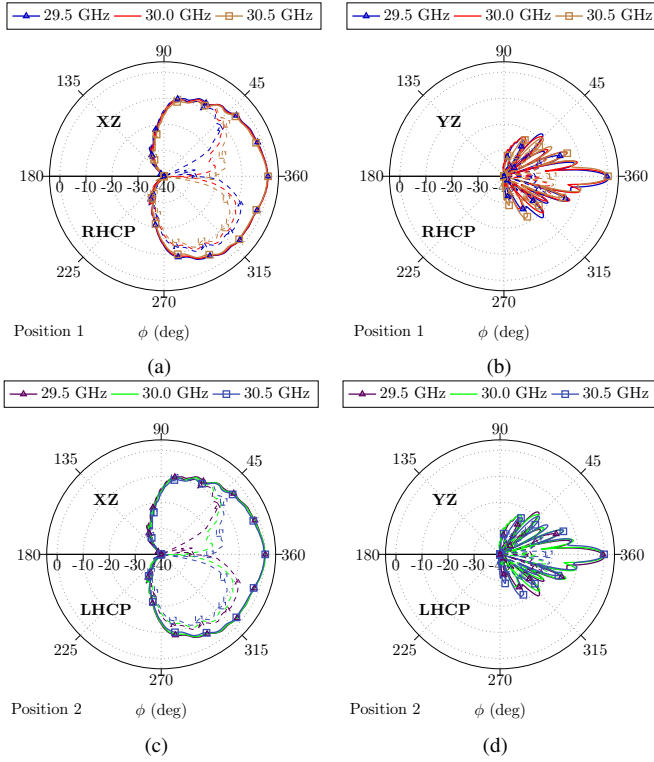 29.5 GHz 30.0 GHz 30.5 GHz
90
135 45
XZ
180 0 -10 -20 -30 -40 360
RHCP
225 315
270
Position 1 ϕ (deg)
(a)
29.5 GHz 30.0 GHz 30.5 GHz
90
135 45
YZ
180 0 -10 -20 -30 360
RHCP
225 315
270
Position 1 ϕ (deg)
(b)
29.5 GHz 30.0 GHz 30.5 GHz
90
135 45
XZ
180 0 -10 -20 -30 -40 360
LHCP
225 315
270
Position 2 ϕ (deg)
(c)
29.5 GHz 30.0 GHz 30.5 GHz
90
135 45
YZ
180 0 -10 -20 -30 360
LHCP
225 315
270
Position 2 ϕ (deg)
(d)